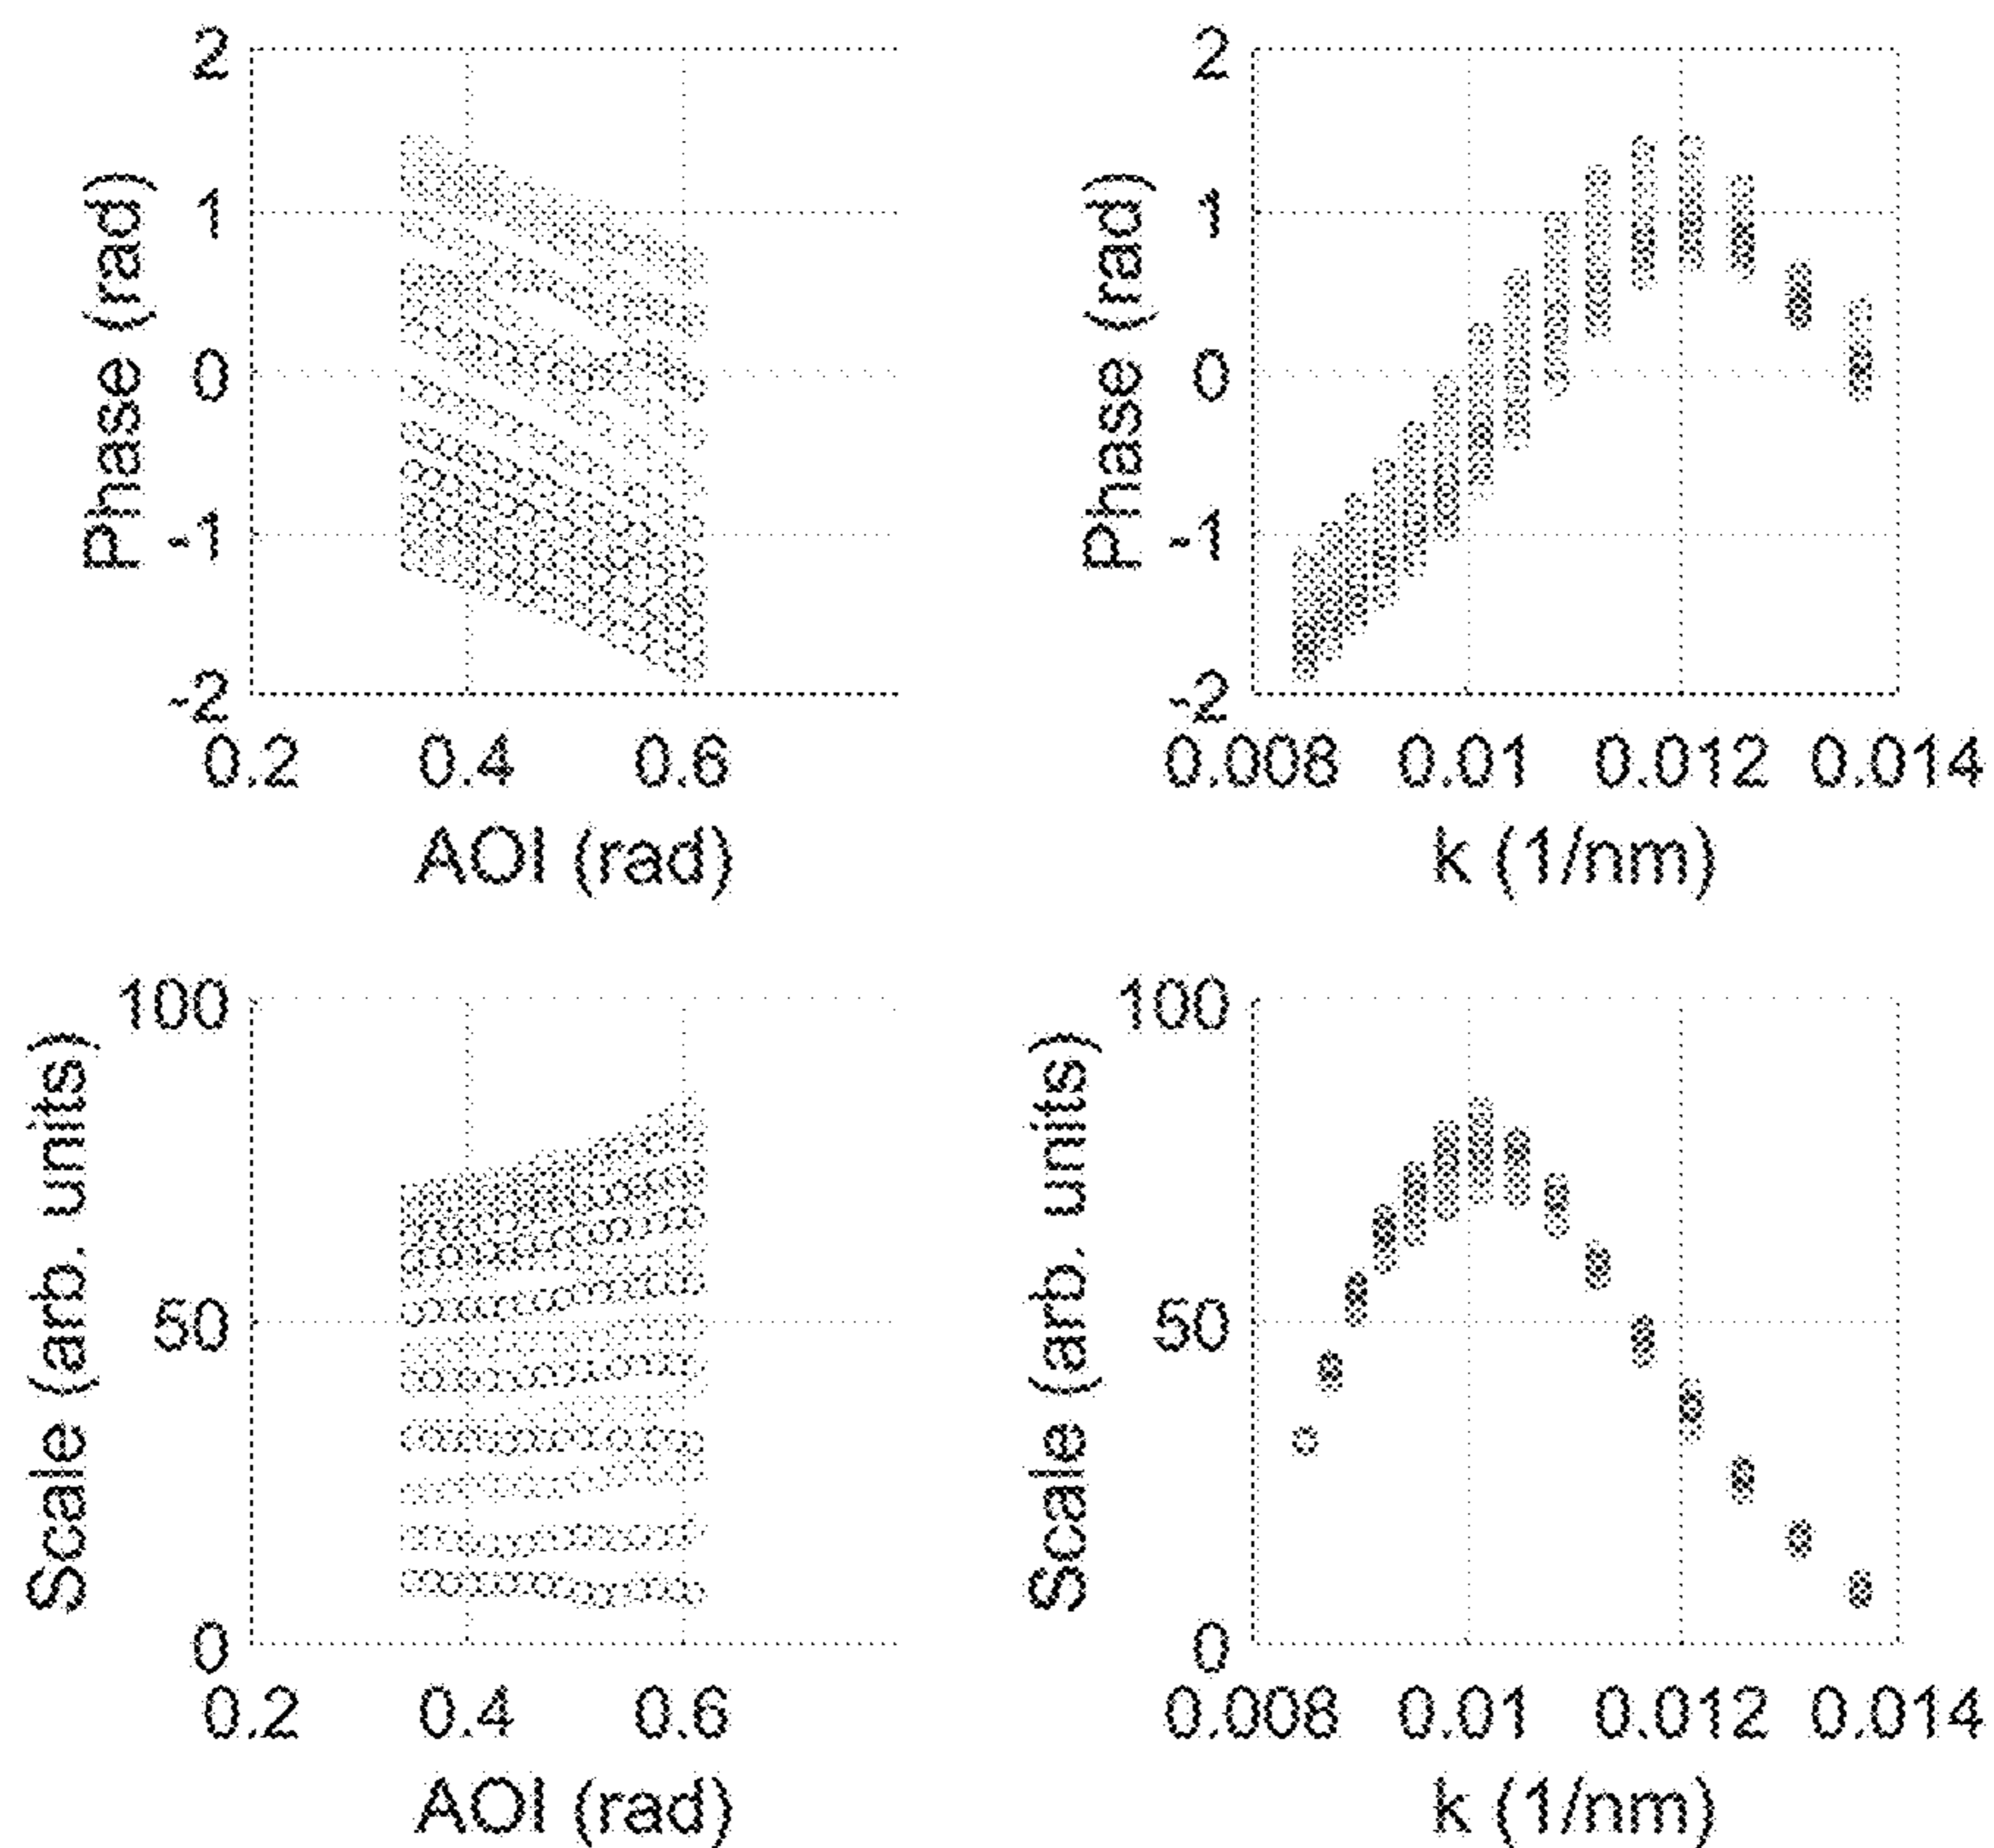 2
1
0
-1
-2
Phase (rad)
0.2 0.4 0.6
AOI (rad)
2
1
0
-1
-2
Phase (rad)
0.008 0.01 0.012 0.014
k (1/nm)
100
50
0
Scale (arb. units)
0.2 0.4 0.6
AOI (rad)
100
50
0
Scale (arb. units)
0.008 0.01 0.012 0.014
k (1/nm)